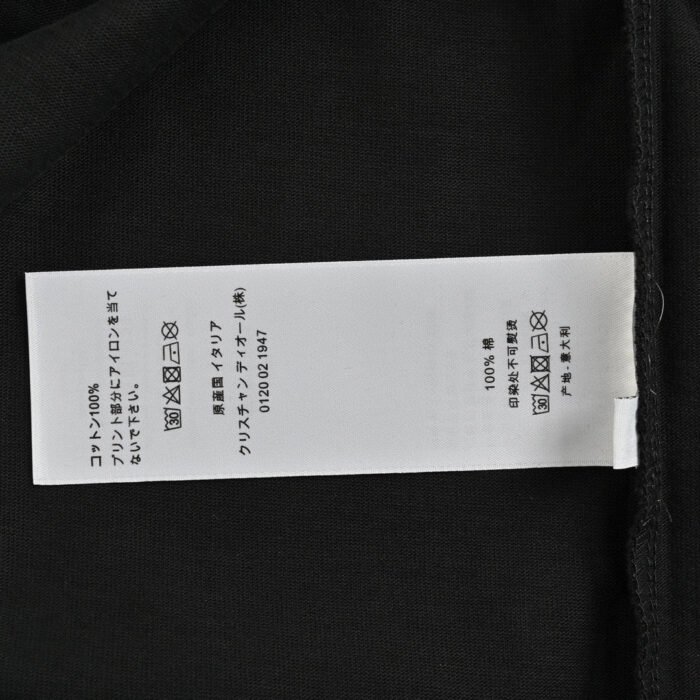 コットン100%
プリント部分にアイロンを当て
ないで下さい。
30
原産国 イタリア
クリスチャン ディオール(株)
0120 02 1947
100% 棉
印染处不可熨烫
30
产地 - 意大利